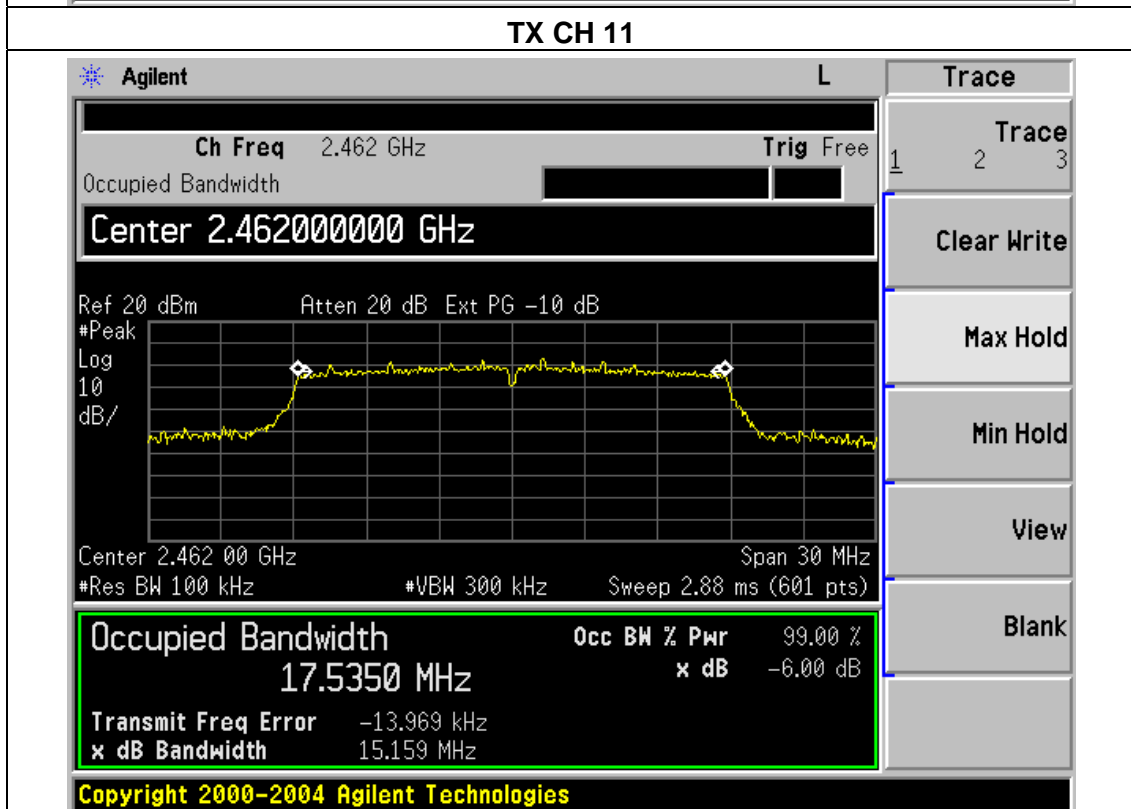 TX CH 11
Agilent L
Trace
Ch Freq 2.462 GHz Trig Free
Occupied Bandwidth
Center 2.462000000 GHz
Ref 20 dBm Atten 20 dB Ext PG -10 dB
#Peak
Log
10
dB/
Center 2.462 00 GHz Span 30 MHz
#Res BW 100 kHz #VBW 300 kHz Sweep 2.88 ms (601 pts)
Occupied Bandwidth
17.5350 MHz
Occ BW % Pwr 99.00 %
x dB -6.00 dB
Transmit Freq Error -13.969 kHz
x dB Bandwidth 15.159 MHz
Trace
1 2 3
Clear Write
Max Hold
Min Hold
View
Blank
Copyright 2000-2004 Agilent Technologies